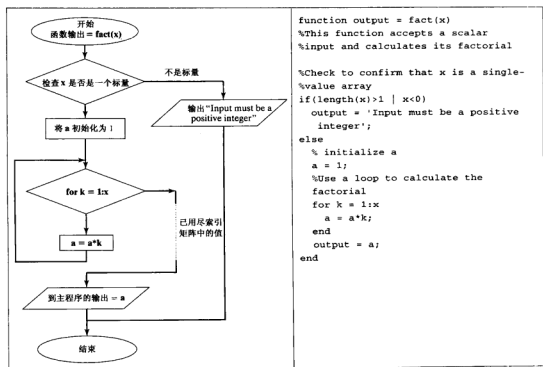 开始
函数输出 = fact(x)
检查 x 是否是一个标量
不是标量
输出“Input must be a
positive integer”
将 a 初始化为 1
for k = 1:x
已用尽索引
矩阵中的值
a = a*k
到主程序的输出 = a
结束
function output = fact(x)
%This function accepts a scalar
%input and calculates its factorial
%Check to confirm that x is a single-
%value array
if(length(x)>1 | x<0)
output = 'Input must be a positive
integer';
else
% initialize a
a = 1;
%Use a loop to calculate the
factorial
for k = 1:x
a = a*k;
end
output = a;
end